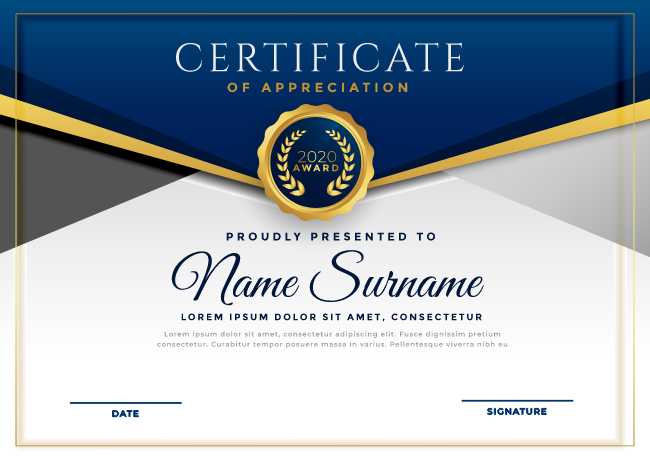 CERTIFICATE
OF APPRECIATION
2020
AWARD
PROUDLY PRESENTED TO
Name Surname
LOREM IPSUM DOLOR SIT AMET, CONSECTETUR
Lorem ipsum dolor sit amet, consectetur adipiscing elit. Fusce dignissim pretium
consectetur. Curabitur tempor posuere massa in varius. Pellentesque viverra nibh eu
DATE
SIGNATURE